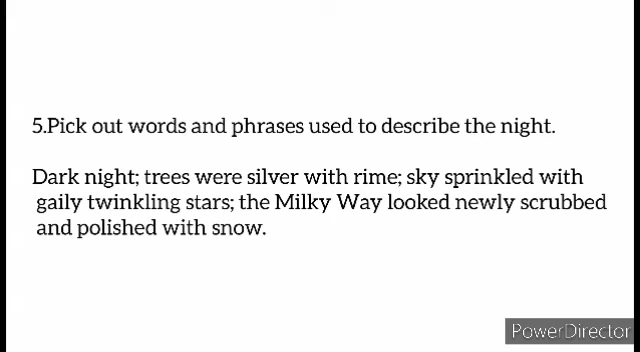 5.Pick out words and phrases used to describe the night.
Dark night; trees were silver with rime; sky sprinkled with
gaily twinkling stars; the Milky Way looked newly scrubbed
and polished with snow.
PowerDirector